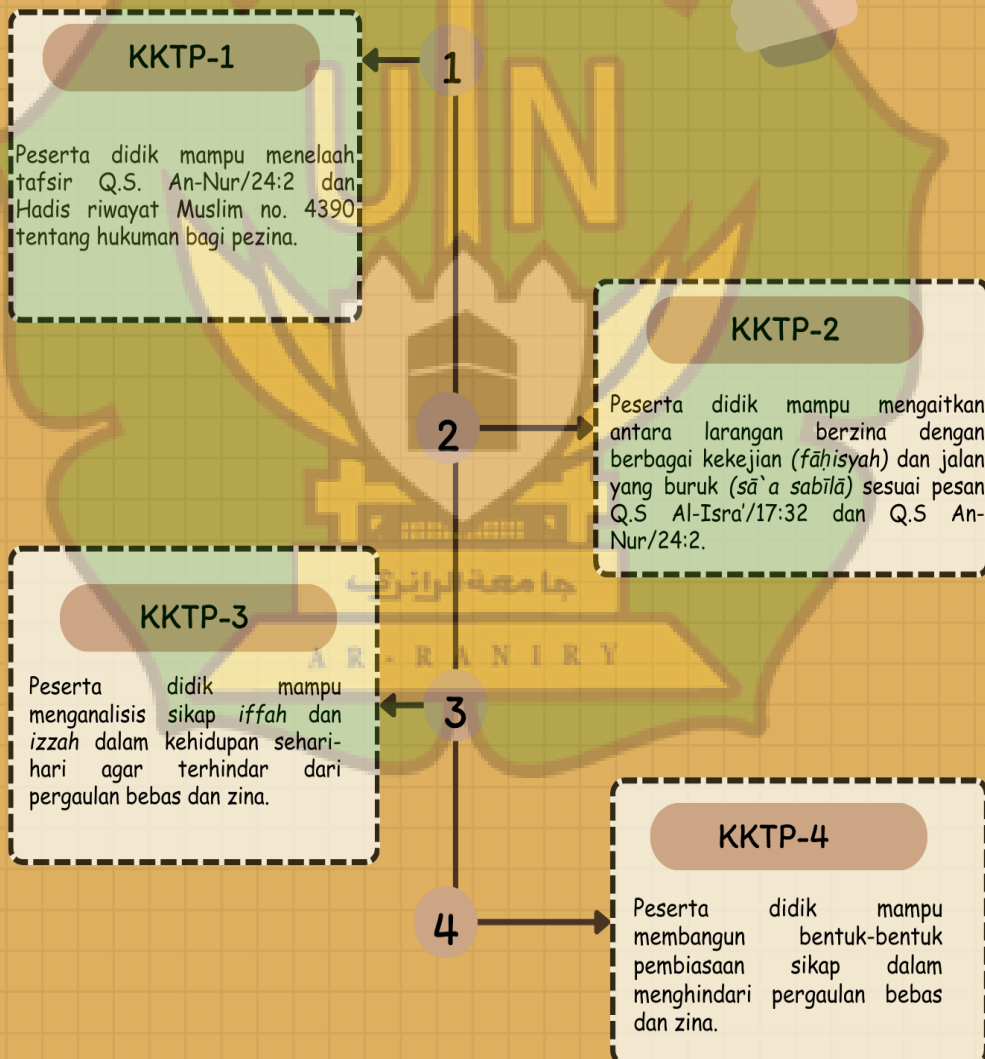 UIN
KKTP-1
1
Peserta didik mampu menelaah
tafsir Q.S. An-Nur/24:2 dan
Hadis riwayat Muslim no. 4390
tentang hukuman bagi pezina.
KKTP-2
2
Peserta didik mampu mengaitkan
antara larangan berzina dengan
berbagai kekejian (fāḥisyah) dan jalan
yang buruk (sā`a sabīlā) sesuai pesan
Q.S Al-Isra'/17:32 dan Q.S An-
Nur/24:2.
جامعة الرانري
AR-RANIRY
KKTP-3
3
Peserta didik mampu
menganalisis sikap iffah dan
izzah dalam kehidupan sehari-
hari agar terhindar dari
pergaulan bebas dan zina.
KKTP-4
4
Peserta didik mampu
membangun bentuk-bentuk
pembiasaan sikap dalam
menghindari pergaulan bebas
dan zina.